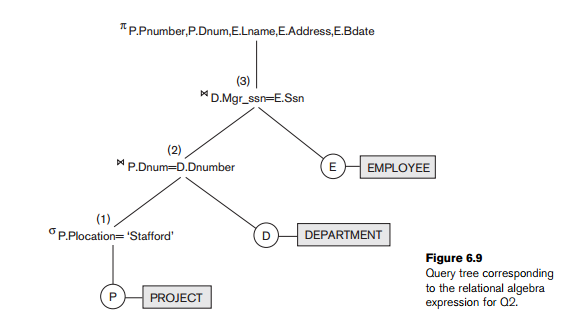 π P.Pnumber,P.Dnum,E.Lname,E.Address,E.Bdate
(3)
⋈ D.Mgr_ssn=E.Ssn
(2)
⋈ P.Dnum=D.Dnumber
E EMPLOYEE
(1)
σ P.Plocation= ‘Stafford’
D DEPARTMENT
P PROJECT
Figure 6.9
Query tree corresponding
to the relational algebra
expression for Q2.